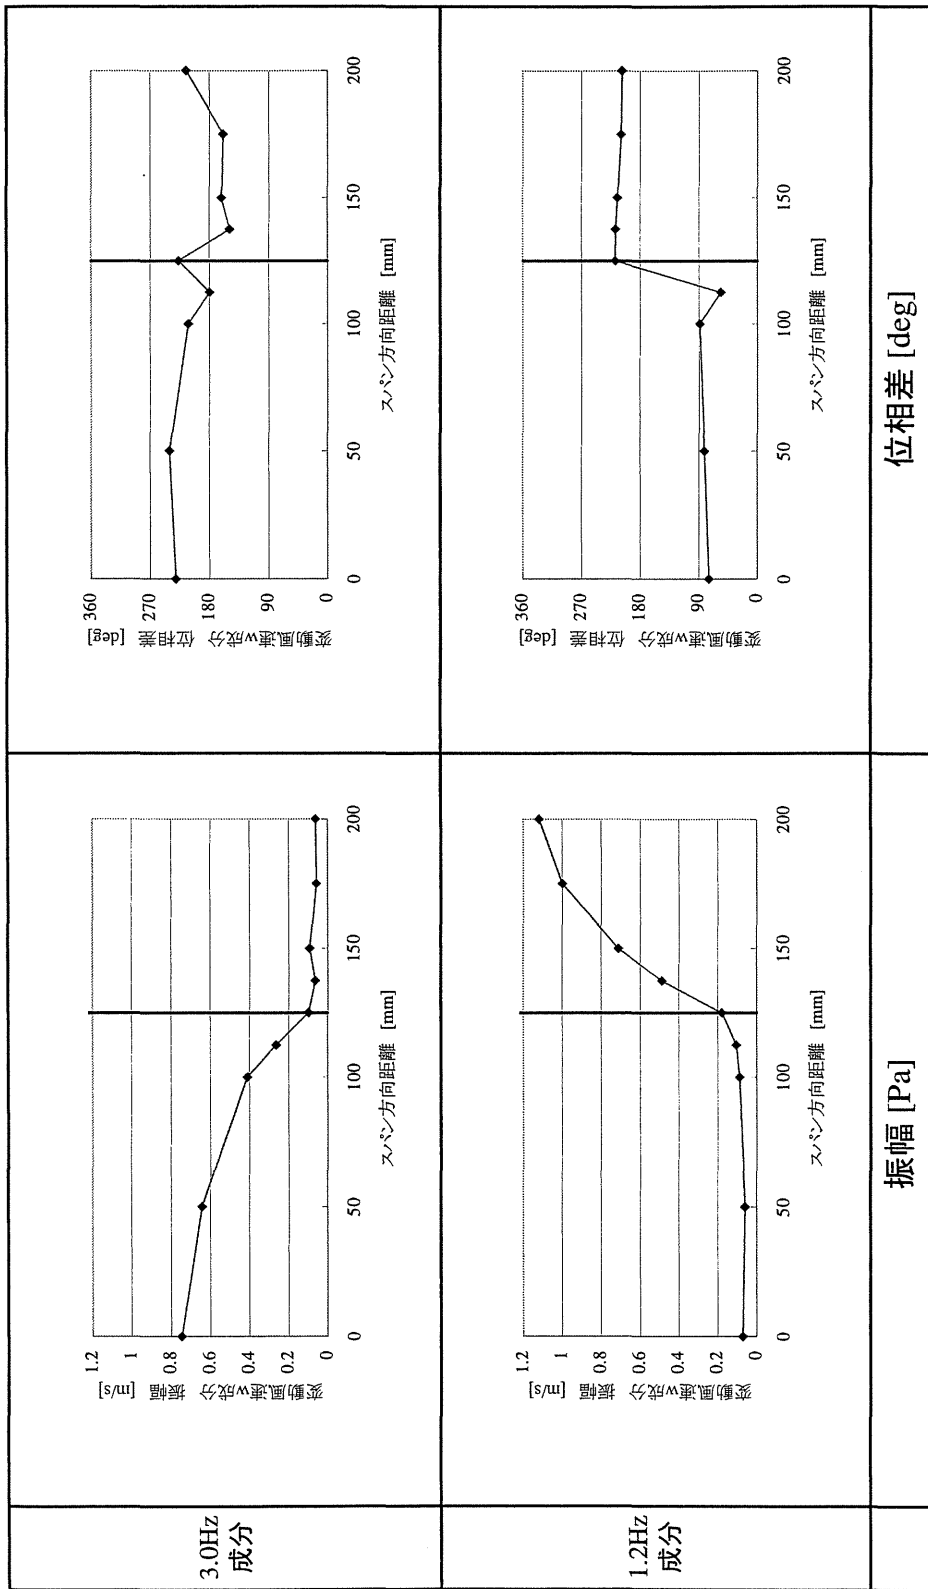 3.0Hz
成分
変動風速w成分 振幅 [m/s]
1.2
1
0.8
0.6
0.4
0.2
0
0 50 100 150 200
スパン方向距離 [mm]
変動風速w成分 位相差 [deg]
360
270
180
90
0
0 50 100 150 200
スパン方向距離 [mm]
1.2Hz
成分
変動風速w成分 振幅 [m/s]
1.2
1
0.8
0.6
0.4
0.2
0
0 50 100 150 200
スパン方向距離 [mm]
変動風速w成分 位相差 [deg]
360
270
180
90
0
0 50 100 150 200
スパン方向距離 [mm]
振幅 [Pa]
位相差 [deg]